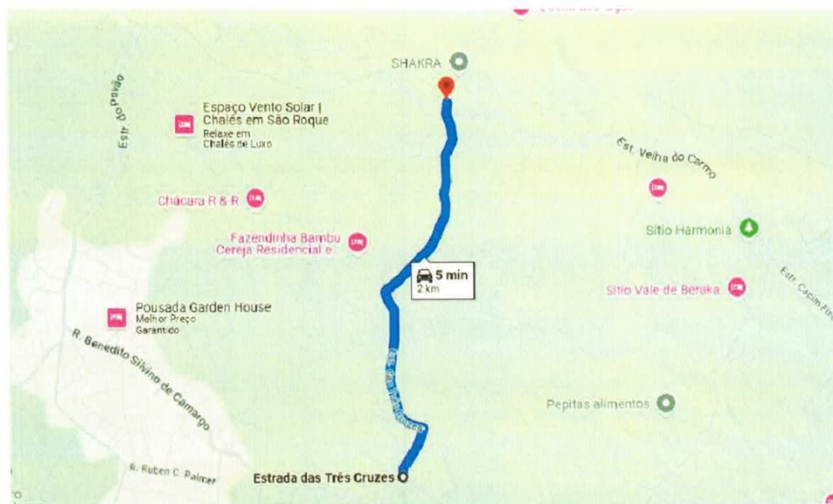 SHAKRA
Estr. do Pavão
Espaço Vento Solar |
Chalés em São Roque
Relaxe em
Chalés de Luxo
Est. Velha do Carmo
Chácara R & R
Sítio Harmonia
Fazendinha Bambu
Cereja Residencial e...
5 min
2 km
Sítio Vale de Beraka
Estr. Capim
Pousada Garden House
Melhor Preço
Garantido
R. Benedito Silvino de Camargo
Pepitas alimentos
R. Ruben C. Palmer
Estrada das Três Cruzes